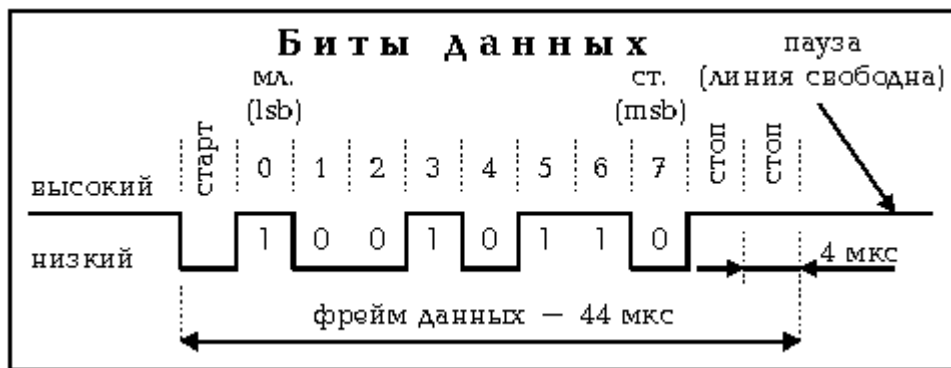 Биты данных
пауза
(линия свободна)
мл.
(lsb)
ст.
(msb)
старт 0 1 2 3 4 5 6 7 стоп стоп
высокий
1 0 0 1 0 1 1 0
низкий
4 мкс
фрейм данных — 44 мкс